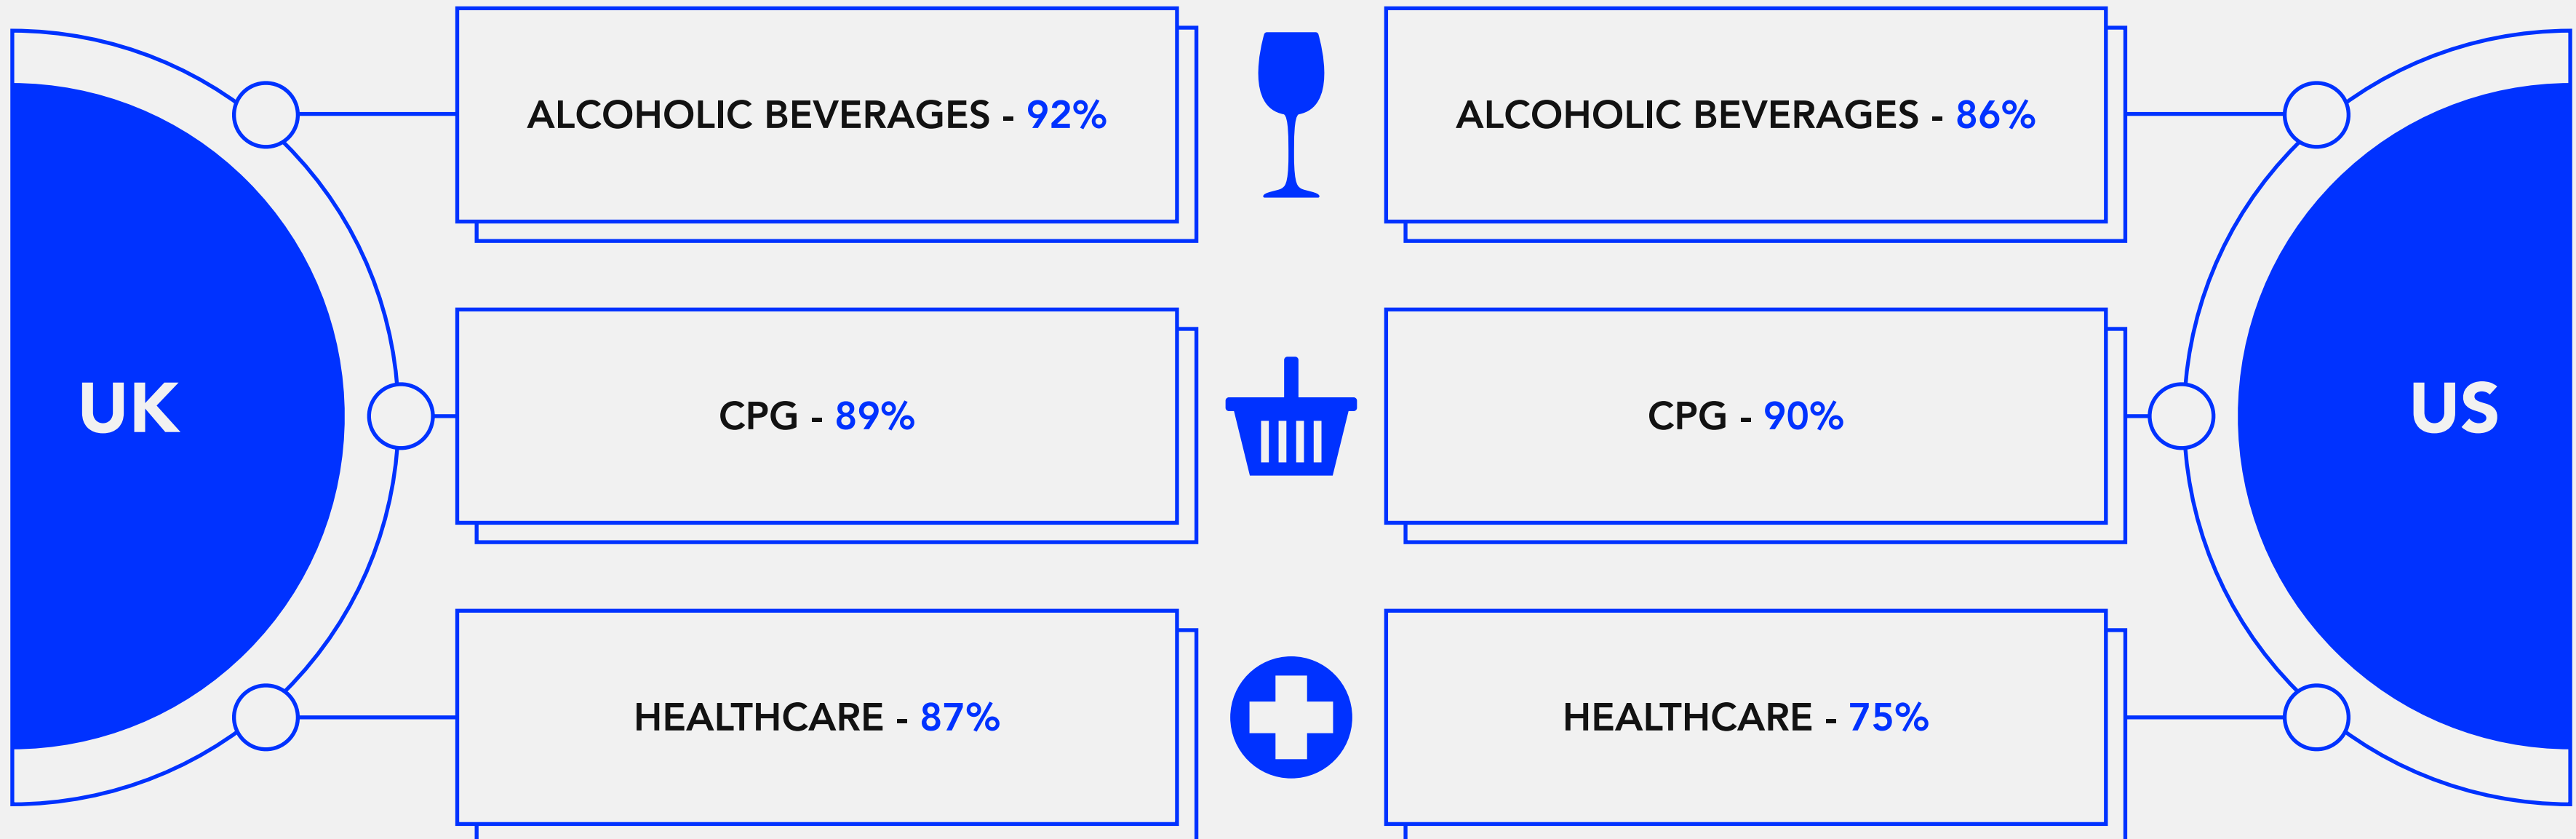 ALCOHOLIC BEVERAGES - 92%
ALCOHOLIC BEVERAGES - 86%
UK
CPG - 89%
CPG - 90%
US
HEALTHCARE - 87%
HEALTHCARE - 75%